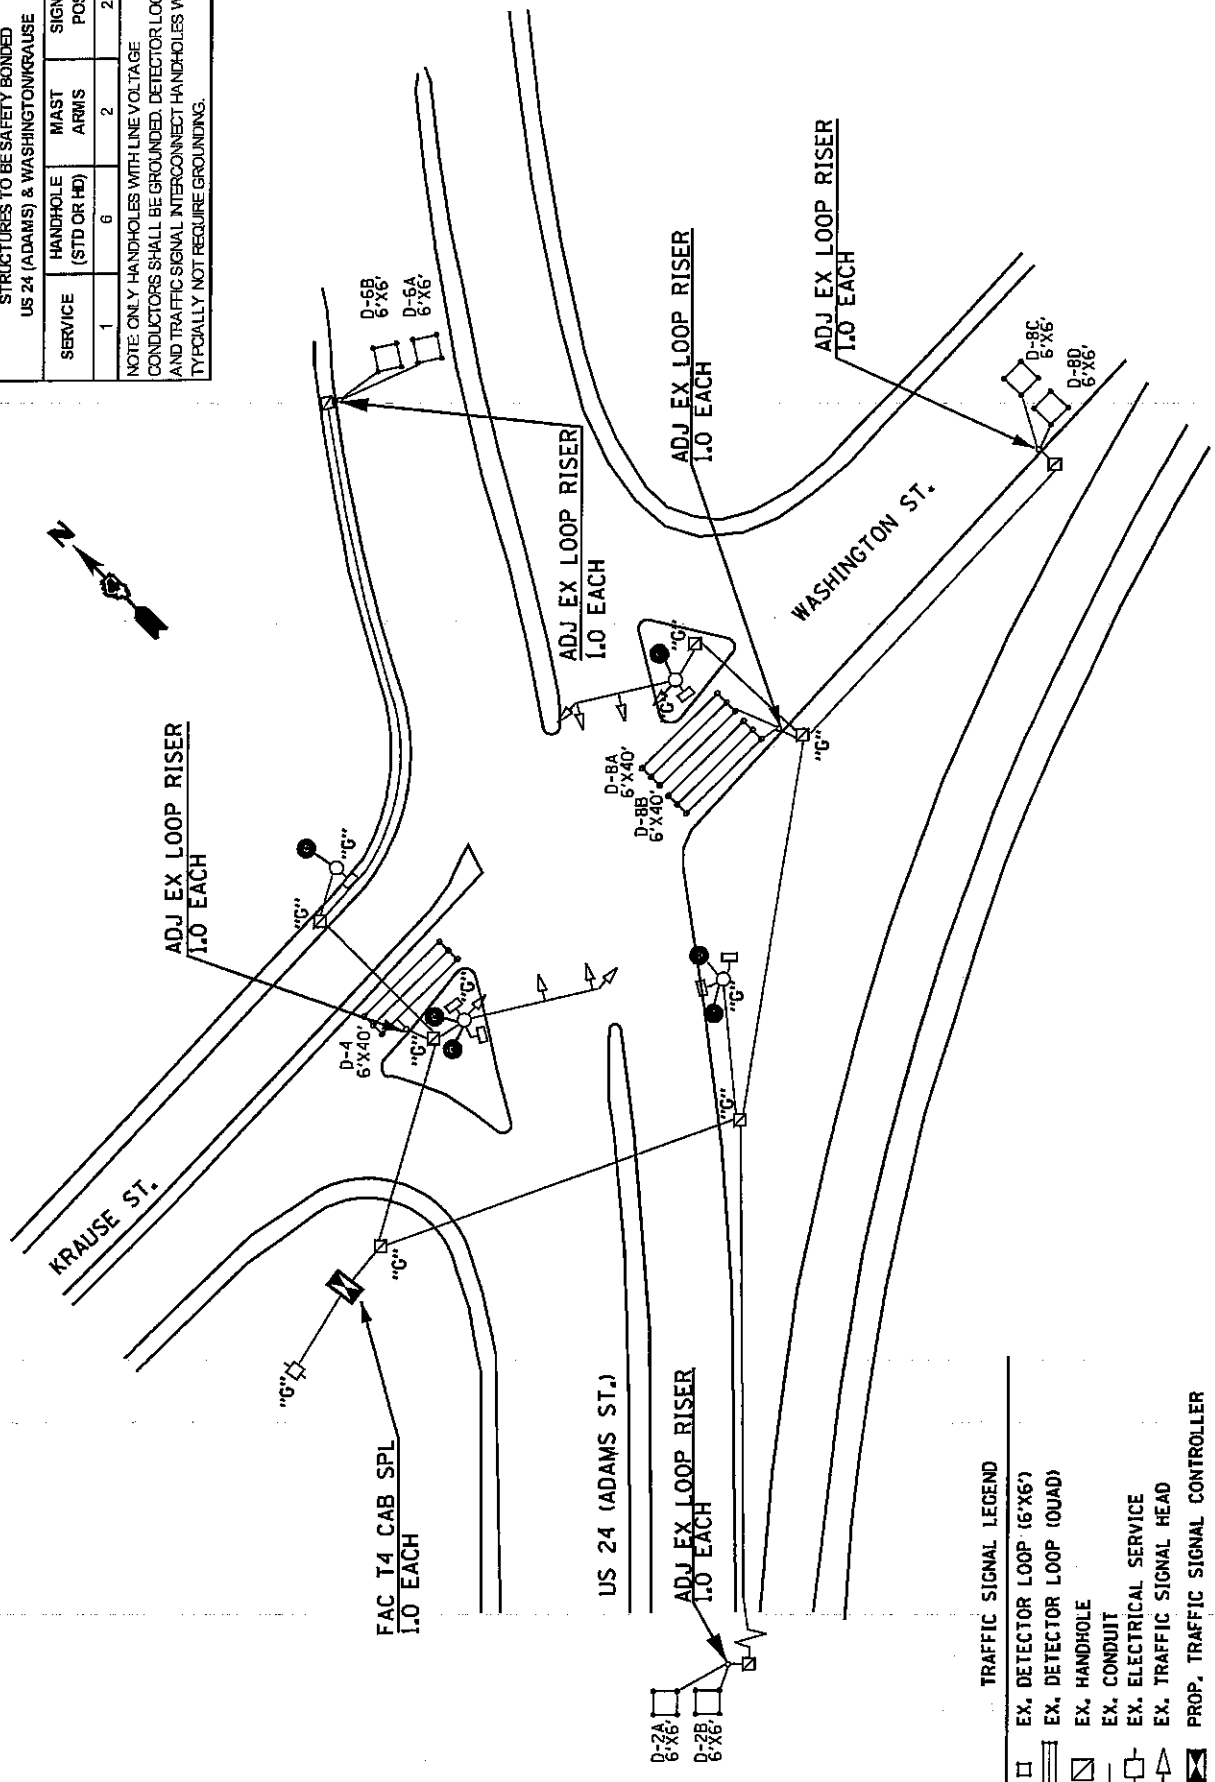 STRUCTURES TO BE SAFETY BONDED
US 24 (ADAMS) & WASHINGTON/KRAUSE
SERVICE
HANDHOLE
(STD OR HD)
MAST
ARMS
1
6
2
2
NOTE: ONLY HANDHOLES WITH LINE VOLTAGE
CONDUCTORS SHALL BE GROUNDED. DETECTOR
AND TRAFFIC SIGNAL INTERCONNECT HANDHOLES
TYPICALLY NOT REQUIRE GROUNDING.
N
D-6B
6'X6'
D-6A
6'X6'
ADJ EX LOOP RISER
1.0 EACH
ADJ EX LOOP RISER
1.0 EACH
ADJ EX LOOP RISER
1.0 EACH
D-8C
6'X6'
D-8D
6'X6'
WASHINGTON ST.
"G"
"G"
"G"
D-8A
6'X40'
D-8B
6'X40'
ADJ EX LOOP RISER
1.0 EACH
"G"
"G"
D-4
6'X40'
"G"
"G"
"G"
"G"
KRAUSE ST.
"G"
"G"
FAC T4 CAB SPL
1.0 EACH
US 24 (ADAMS ST.)
ADJ EX LOOP RISER
1.0 EACH
D-2A
6'X6'
D-2B
6'X6'
TRAFFIC SIGNAL LEGEND
EX. DETECTOR LOOP (6'X6')
EX. DETECTOR LOOP (QUAD)
EX. HANDHOLE
EX. CONDUIT
EX. ELECTRICAL SERVICE
EX. TRAFFIC SIGNAL HEAD
PROP. TRAFFIC SIGNAL CONTROLLER